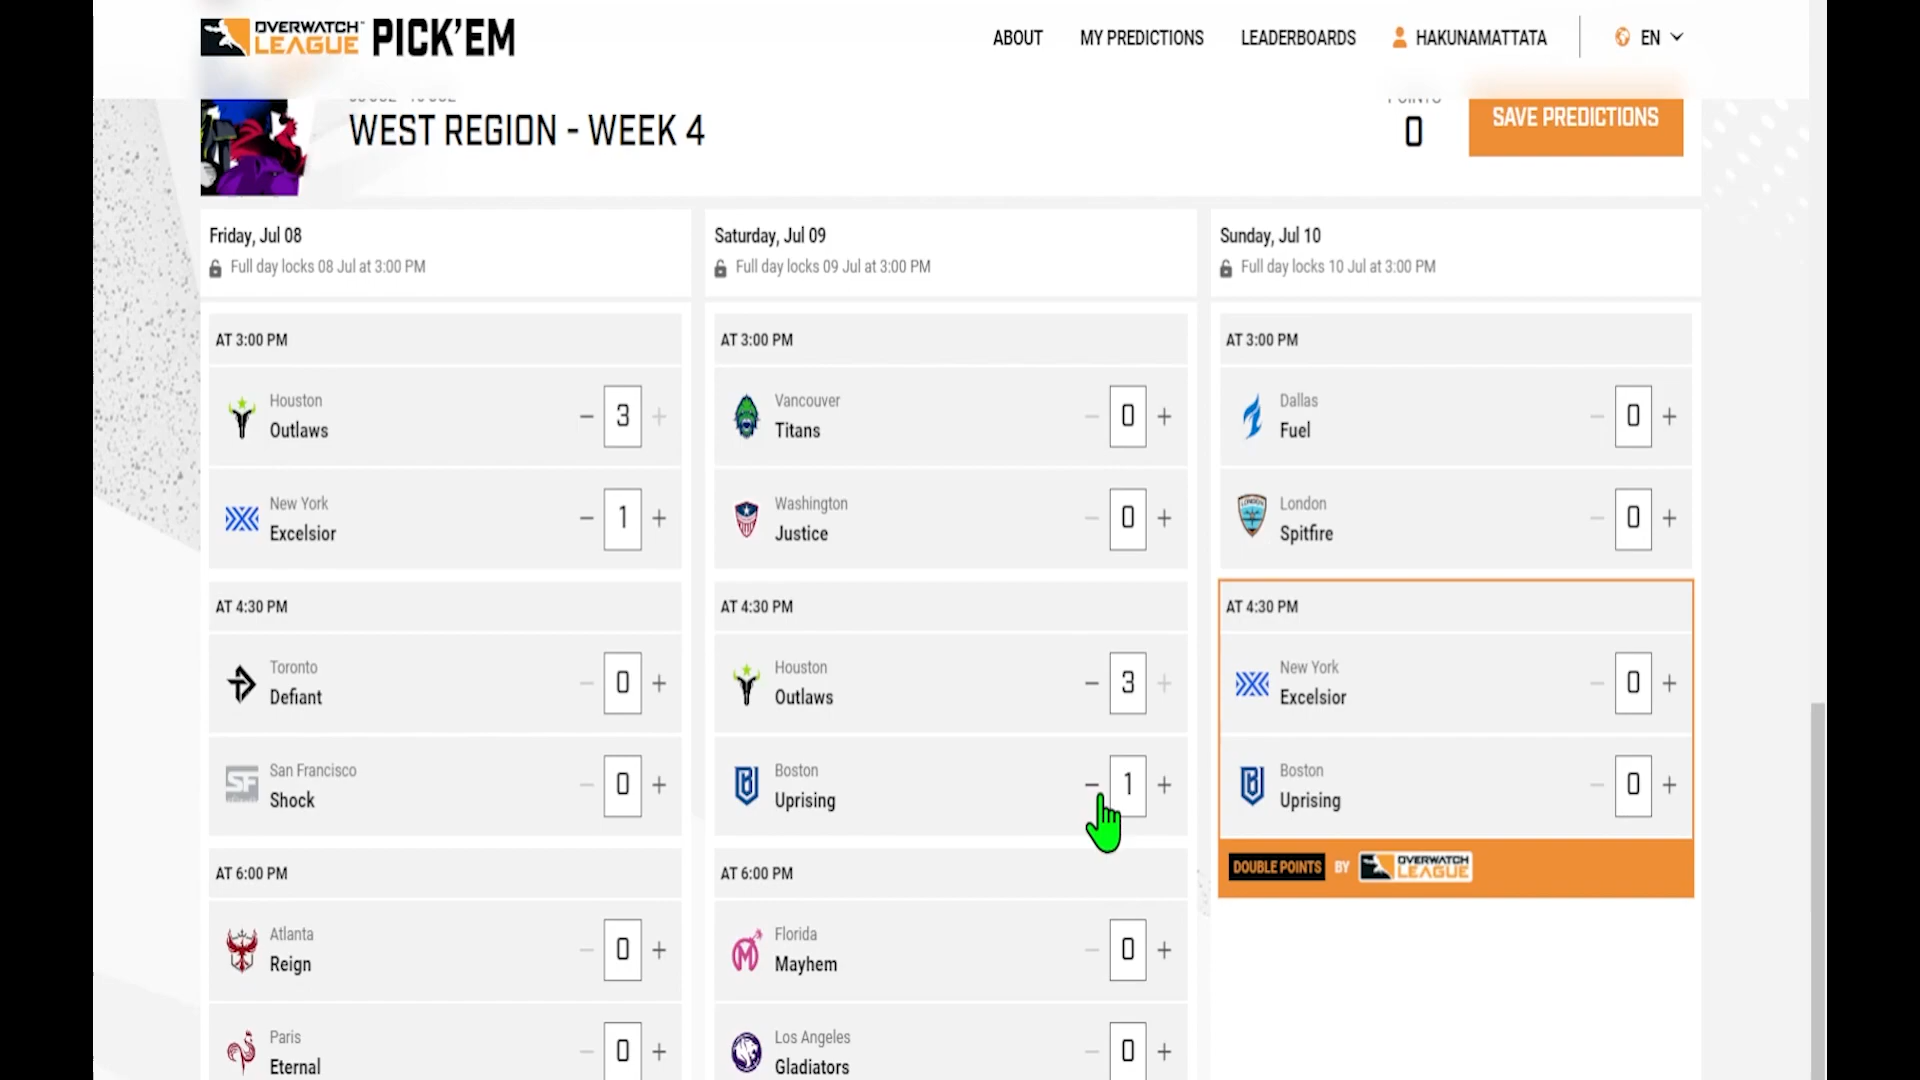 OVERWATCH
LEAGUE
PICK'EM
ABOUT
MY PREDICTIONS
LEADERBOARDS
HAKUNAMATTATA
EN
WEST REGION - WEEK 4
POINTS
0
SAVE PREDICTIONS
Friday, Jul 08
Full day locks 08 Jul at 3:00 PM
AT 3:00 PM
Houston
Outlaws
− 3 +
New York
Excelsior
− 1 +
AT 4:30 PM
Toronto
Defiant
− 0 +
SF
San Francisco
Shock
− 0 +
AT 6:00 PM
Atlanta
Reign
− 0 +
Paris
Eternal
− 0 +
Saturday, Jul 09
Full day locks 09 Jul at 3:00 PM
AT 3:00 PM
Vancouver
Titans
− 0 +
Washington
Justice
− 0 +
AT 4:30 PM
Houston
Outlaws
− 3 +
Boston
Uprising
− 1 +
AT 6:00 PM
Florida
Mayhem
− 0 +
Los Angeles
Gladiators
− 0 +
Sunday, Jul 10
Full day locks 10 Jul at 3:00 PM
AT 3:00 PM
Dallas
Fuel
− 0 +
LONDON
London
Spitfire
− 0 +
AT 4:30 PM
New York
Excelsior
− 0 +
Boston
Uprising
− 0 +
DOUBLE POINTS BY OVERWATCH
LEAGUE